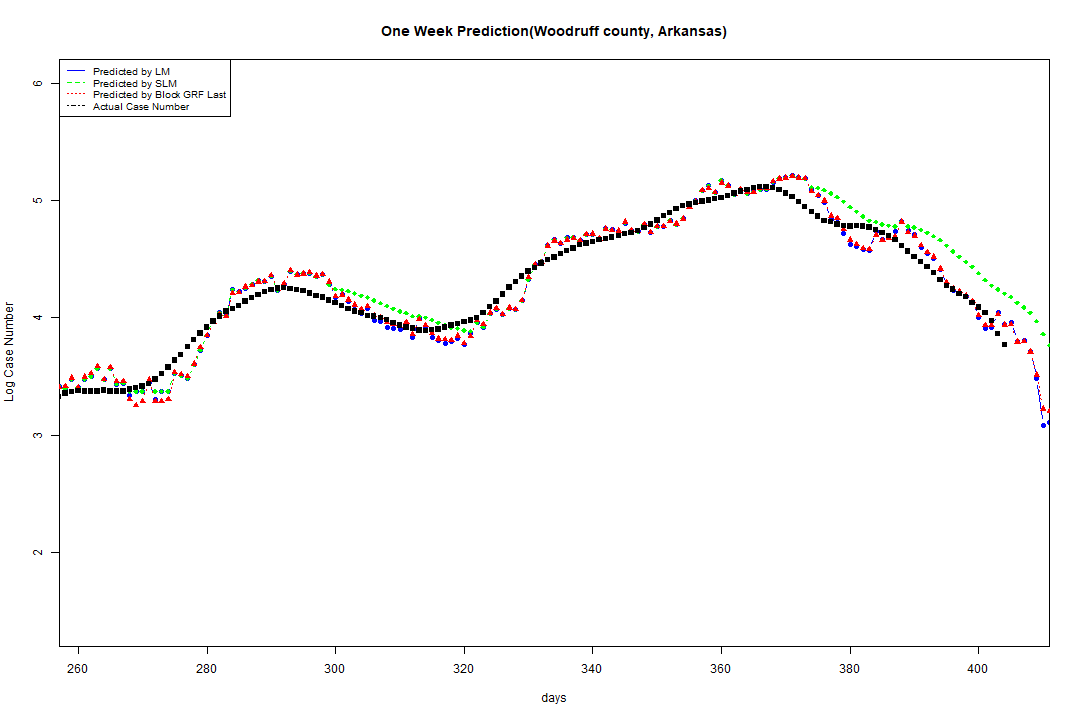 One Week Prediction(Woodruff county, Arkansas)
Predicted by LM
Predicted by SLM
Predicted by Block GRF Last
Actual Case Number
6
5
4
3
2
Log Case Number
260 280 300 320 340 360 380 400
days